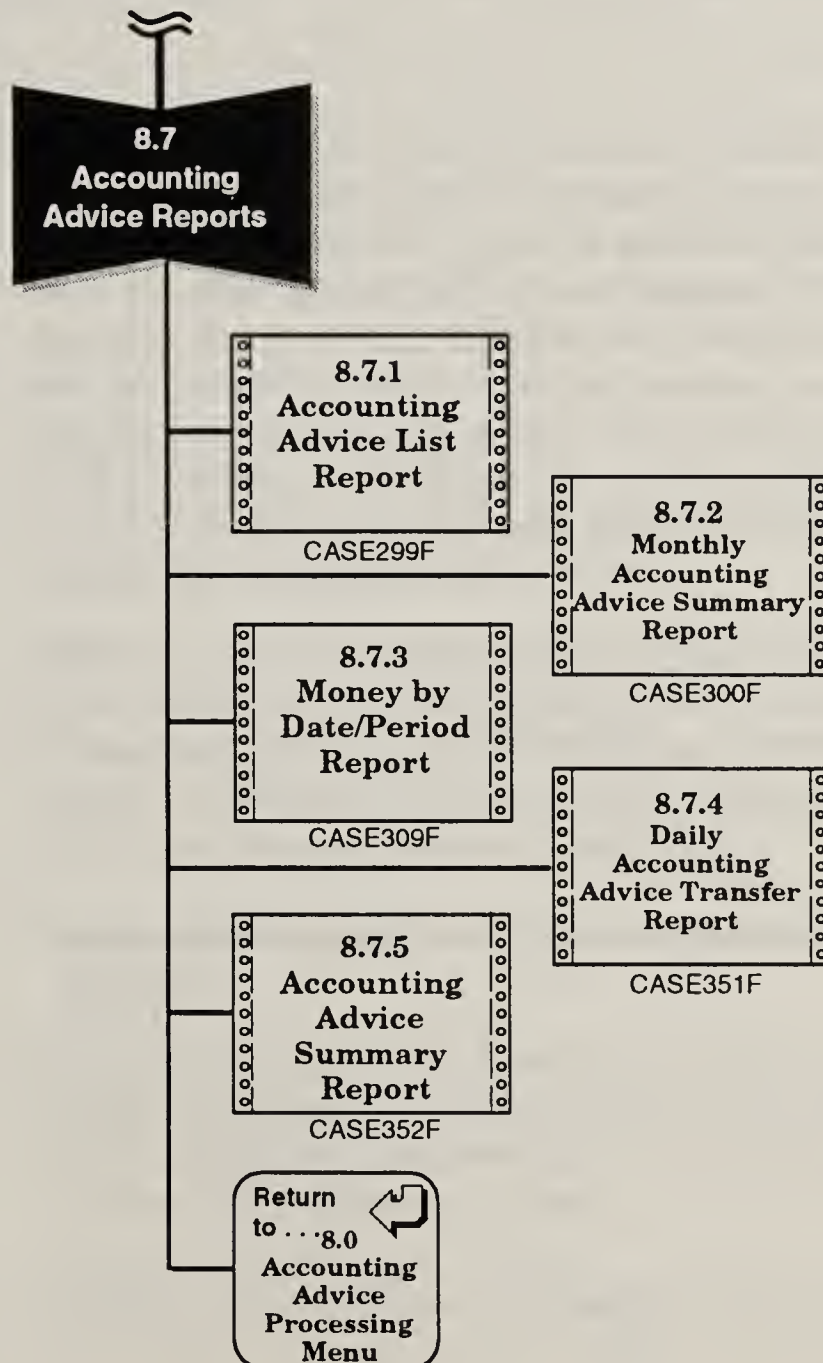 8.7
Accounting
Advice Reports
8.7.1
Accounting
Advice List
Report
CASE299F
8.7.2
Monthly
Accounting
Advice Summary
Report
CASE300F
8.7.3
Money by
Date/Period
Report
CASE309F
8.7.4
Daily
Accounting
Advice Transfer
Report
CASE351F
8.7.5
Accounting
Advice
Summary
Report
CASE352F
Return
to . . . 8.0
Accounting
Advice
Processing
Menu